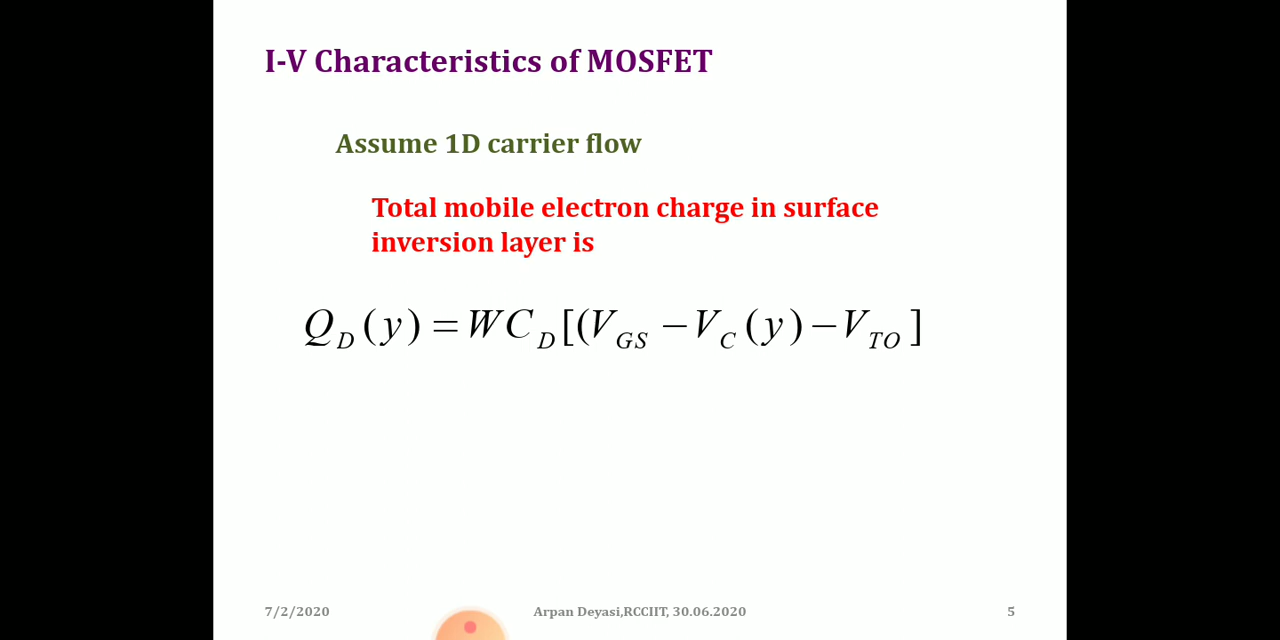 I-V Characteristics of MOSFET
Assume 1D carrier flow
Total mobile electron charge in surface
inversion layer is
Q_D(y) = WC_D[(V_GS − V_C(y) − V_TO]
7/2/2020
Arpan Deyasi,RCCIIT, 30.06.2020
5